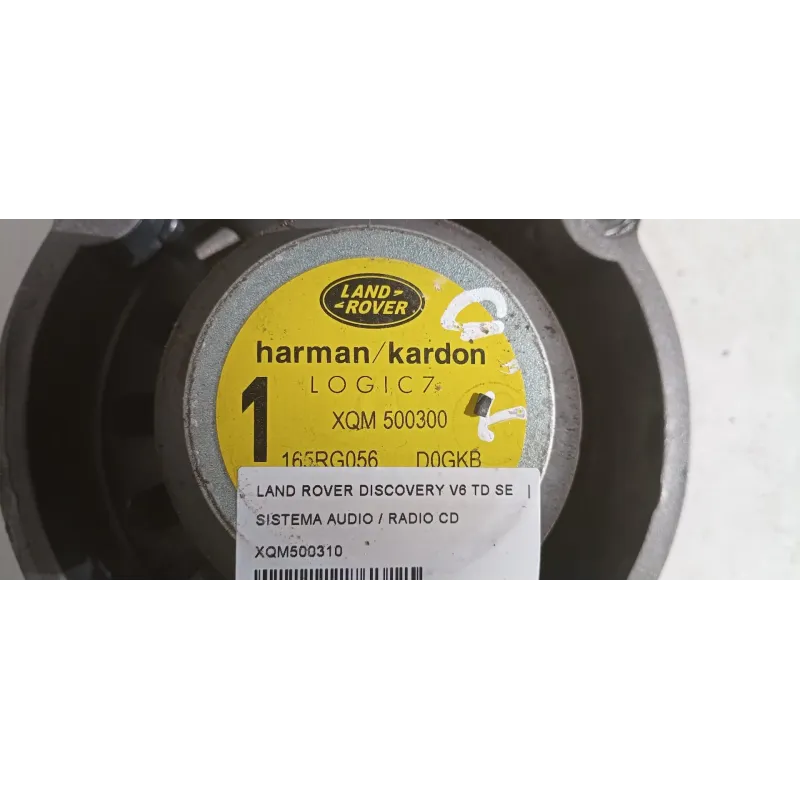 LAND
ROVER
harman/kardon
LOGIC7
1
XQM 500300
165RG056 D0GKB
LAND ROVER DISCOVERY V6 TD SE
SISTEMA AUDIO / RADIO CD
XQM500310